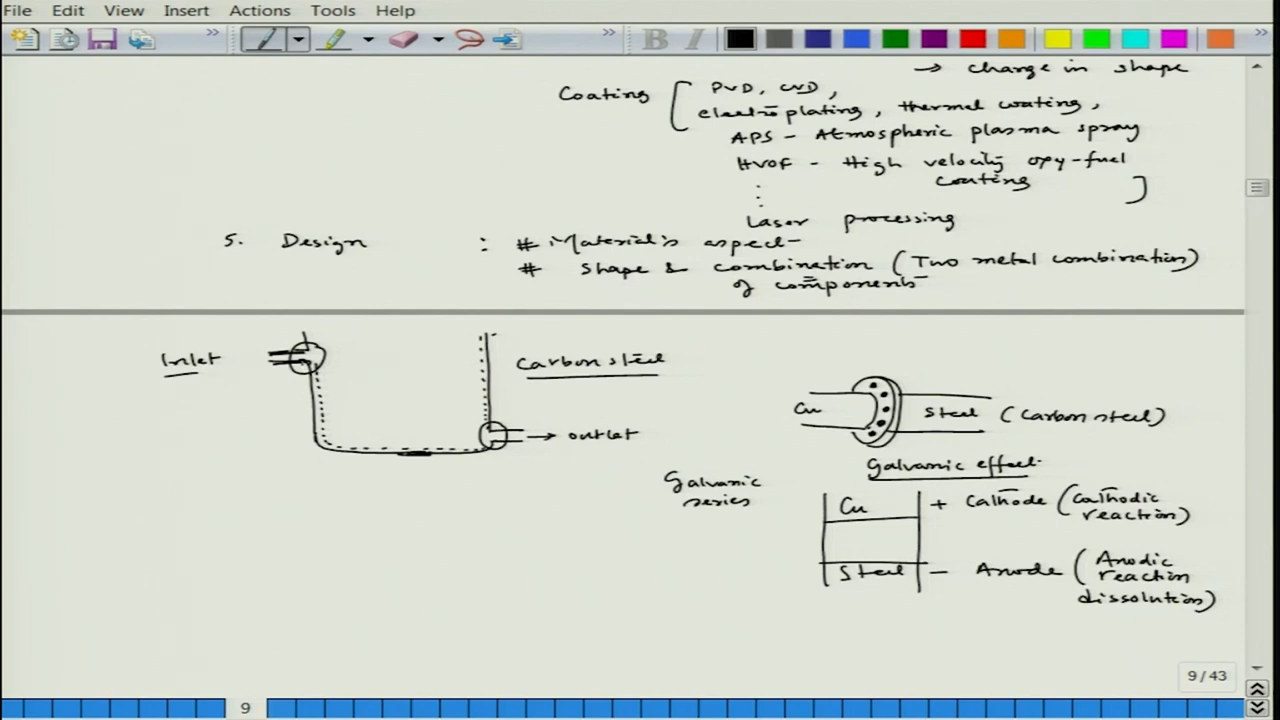 File Edit View Insert Actions Tools Help
B I
→ change in shape
Coating [ PVD, CVD,
electroplating, thermal coating,
APS - Atmospheric plasma spray
HVOF - High velocity opy-fuel
coating ]
⋮
Laser processing
5. Design : # Material's aspect-
# shape & combination (Two metal combination)
of components
Inlet
Carbon steel
→ outlet
Cu Steel (Carbon steel)
Galvanic effect.
Galvanic
series
Cu + Cathode (Cathodic
reaction)
Steel - Anode (Anodic
reaction
dissolution)
9/43
9